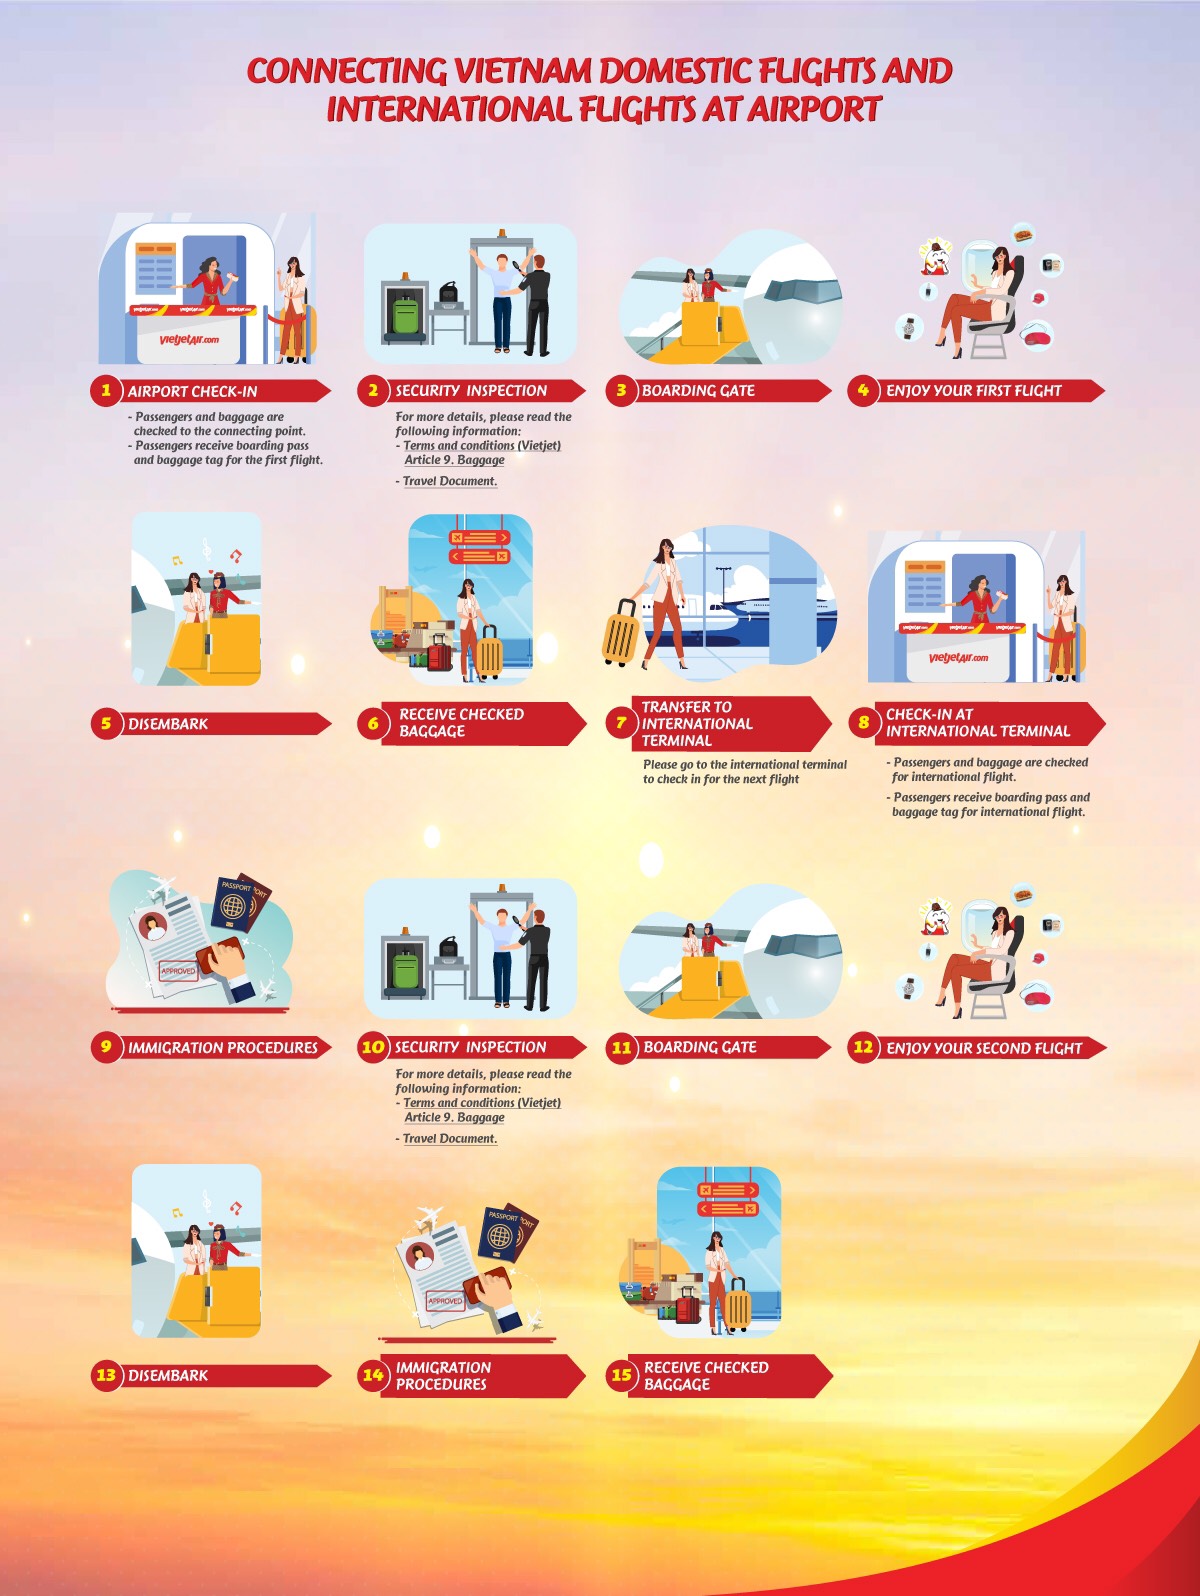 CONNECTING VIETNAM DOMESTIC FLIGHTS AND
INTERNATIONAL FLIGHTS AT AIRPORT
vietjetAir.com
1 AIRPORT CHECK-IN
- Passengers and baggage are
checked to the connecting point.
- Passengers receive boarding pass
and baggage tag for the first flight.
2 SECURITY INSPECTION
For more details, please read the
following information:
- Terms and conditions (Vietjet)
Article 9. Baggage
- Travel Document.
3 BOARDING GATE
4 ENJOY YOUR FIRST FLIGHT
5 DISEMBARK
6 RECEIVE CHECKED
BAGGAGE
7 TRANSFER TO
INTERNATIONAL
TERMINAL
Please go to the international terminal
to check in for the next flight
vietjetAir.com
8 CHECK-IN AT
INTERNATIONAL TERMINAL
- Passengers and baggage are checked
for international flight.
- Passengers receive boarding pass and
baggage tag for international flight.
PASSPORT
PORT
APPROVED
9 IMMIGRATION PROCEDURES
10 SECURITY INSPECTION
For more details, please read the
following information:
- Terms and conditions (Vietjet)
Article 9. Baggage
- Travel Document.
11 BOARDING GATE
12 ENJOY YOUR SECOND FLIGHT
13 DISEMBARK
PASSPORT
PORT
APPROVED
14 IMMIGRATION
PROCEDURES
15 RECEIVE CHECKED
BAGGAGE